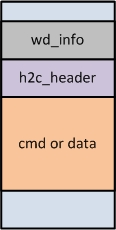 wd_info
h2c_header
cmd or data